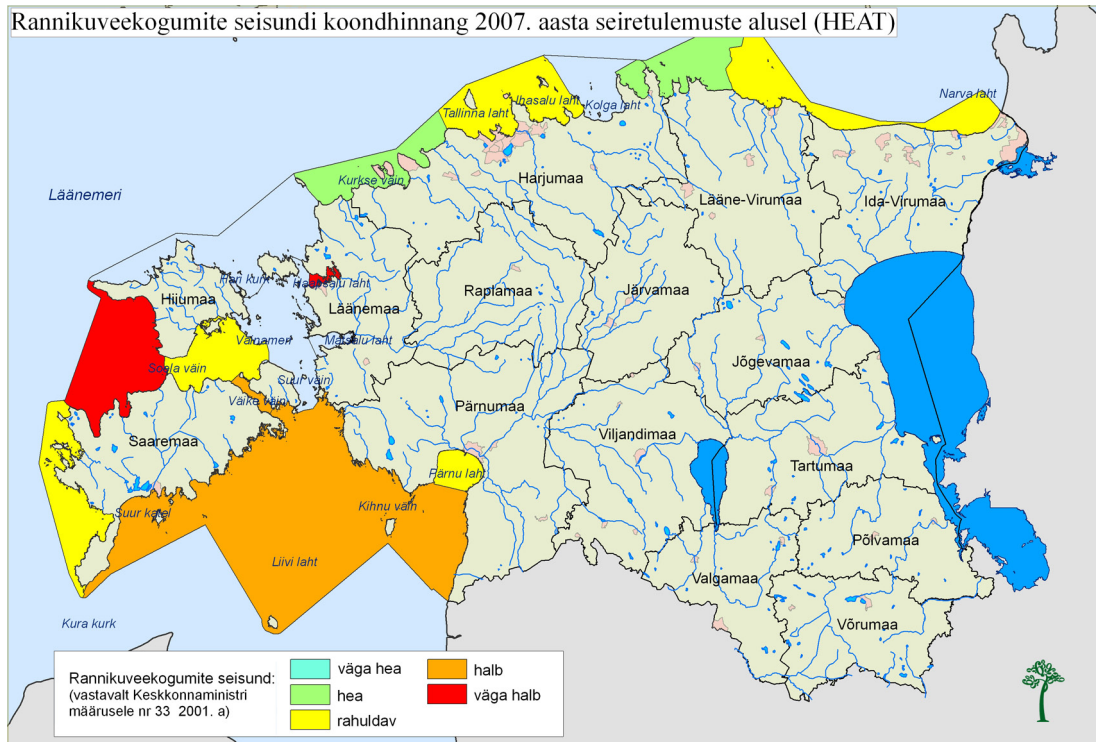 Rannikuveekogumite seisundi koondhinnang 2007. aasta seiretulemuste alusel (HEAT)
Narva laht
Ihasalu laht
Kolga laht
Tallinna laht
Kurkse väin
Harjumaa
Läänemeri
Lääne-Virumaa
Ida-Virumaa
Hari kurk
Haapsalu laht
Hiiumaa
Raplamaa
Järvamaa
Läänemaa
Väinameri
Matsalu laht
Soela väin
Jõgevamaa
Suur väin
Väike väin
Pärnumaa
Viljandimaa
Saaremaa
Tartumaa
Pärnu laht
Suur katel
Kihnu väin
Põlvamaa
Liivi laht
Valgamaa
Võrumaa
Kura kurk
Rannikuveekogumite seisund:
(vastavalt Keskkonnaministri
määrusele nr 33 2001. a)
väga hea
hea
rahuldav
halb
väga halb